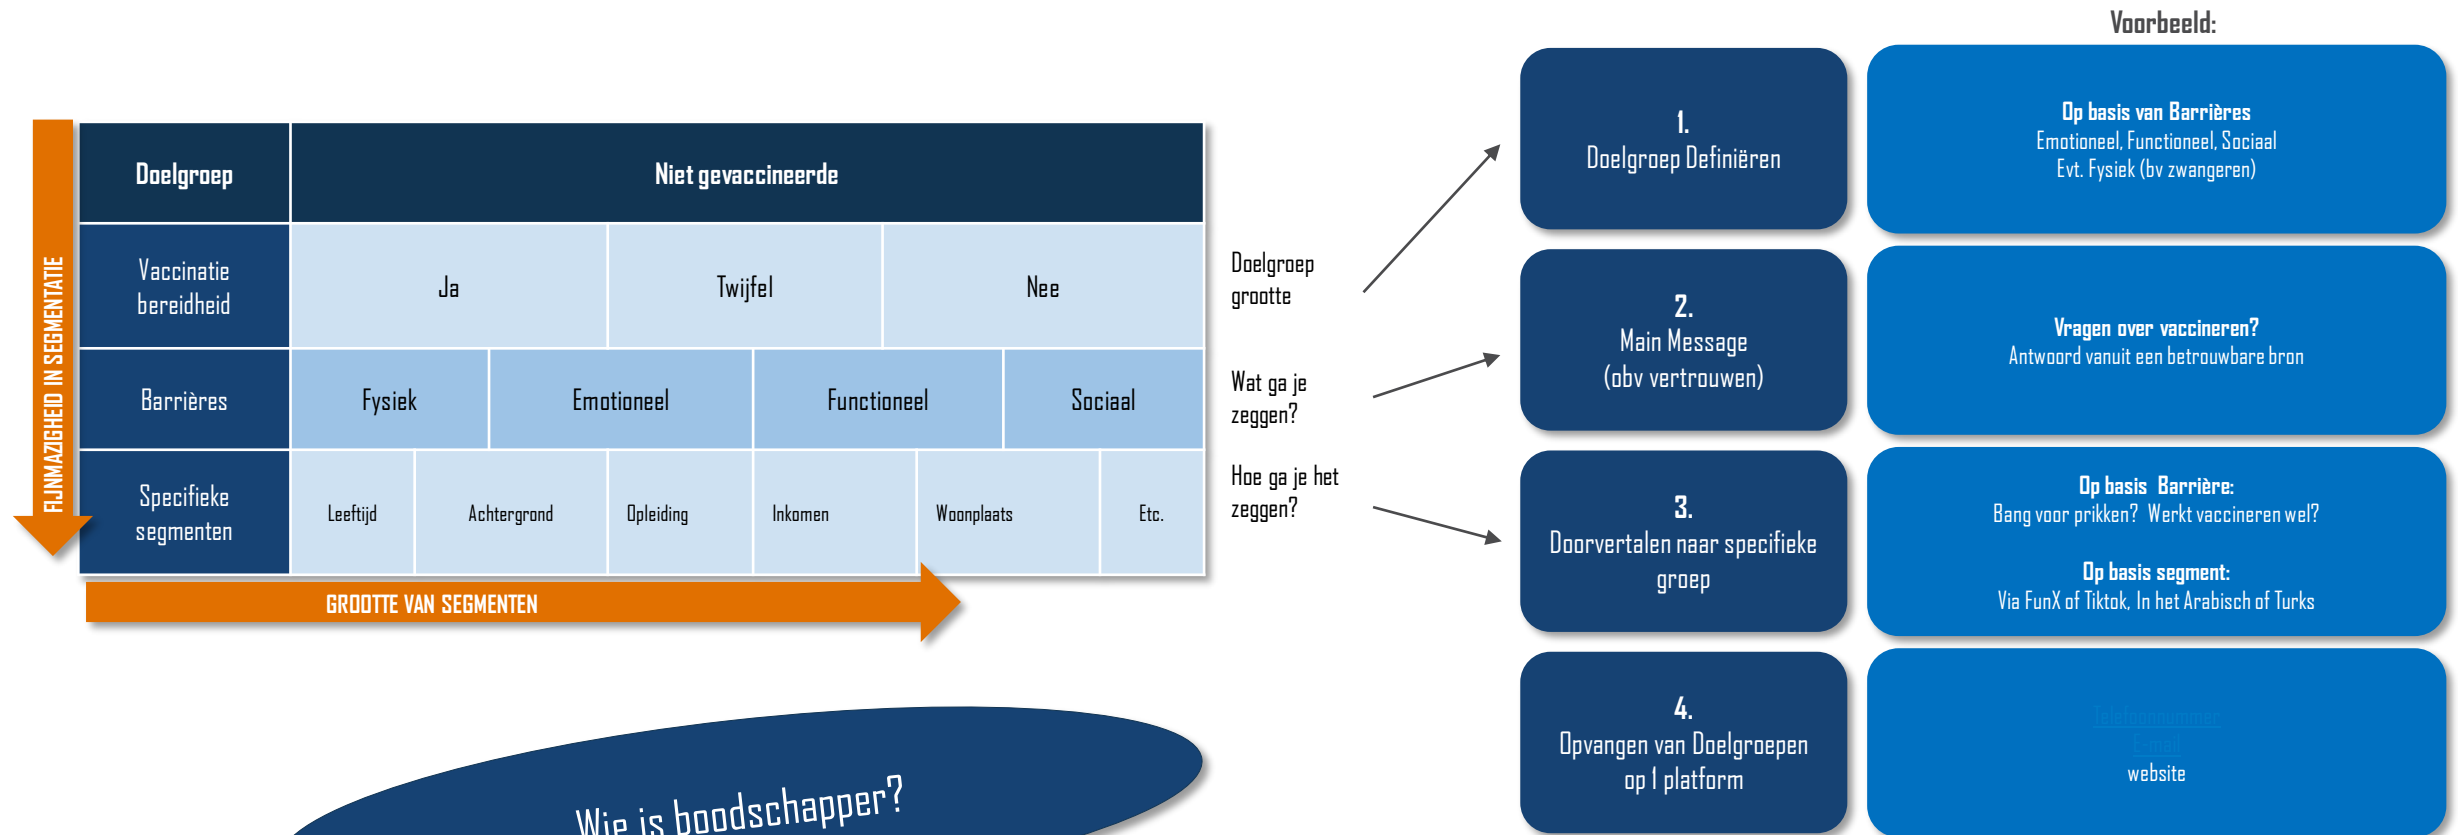 Voorbeeld:
FIJNMAZIGHEID IN SEGMENTATIE
Doelgroep
Niet gevaccineerde
Vaccinatie
bereidheid
Ja
Twijfel
Nee
Barrières
Fysiek
Emotioneel
Functioneel
Sociaal
Specifieke
segmenten
Leeftijd
Achtergrond
Opleiding
Inkomen
Woonplaats
Etc.
GROOTTE VAN SEGMENTEN
Doelgroep
grootte
Wat ga je
zeggen?
Hoe ga je het
zeggen?
1.
Doelgroep Definiëren
Op basis van Barrières
Emotioneel, Functioneel, Sociaal
Evt. Fysiek (bv zwangeren)
2.
Main Message
(obv vertrouwen)
Vragen over vaccineren?
Antwoord vanuit een betrouwbare bron
3.
Doorvertalen naar specifieke
groep
Op basis Barrière:
Bang voor prikken? Werkt vaccineren wel?
Op basis segment:
Via FunX of Tiktok, In het Arabisch of Turks
4.
Opvangen van Doelgroepen
op 1 platform
Telefoonnummer
E-mail
website
Wie is boodschapper?